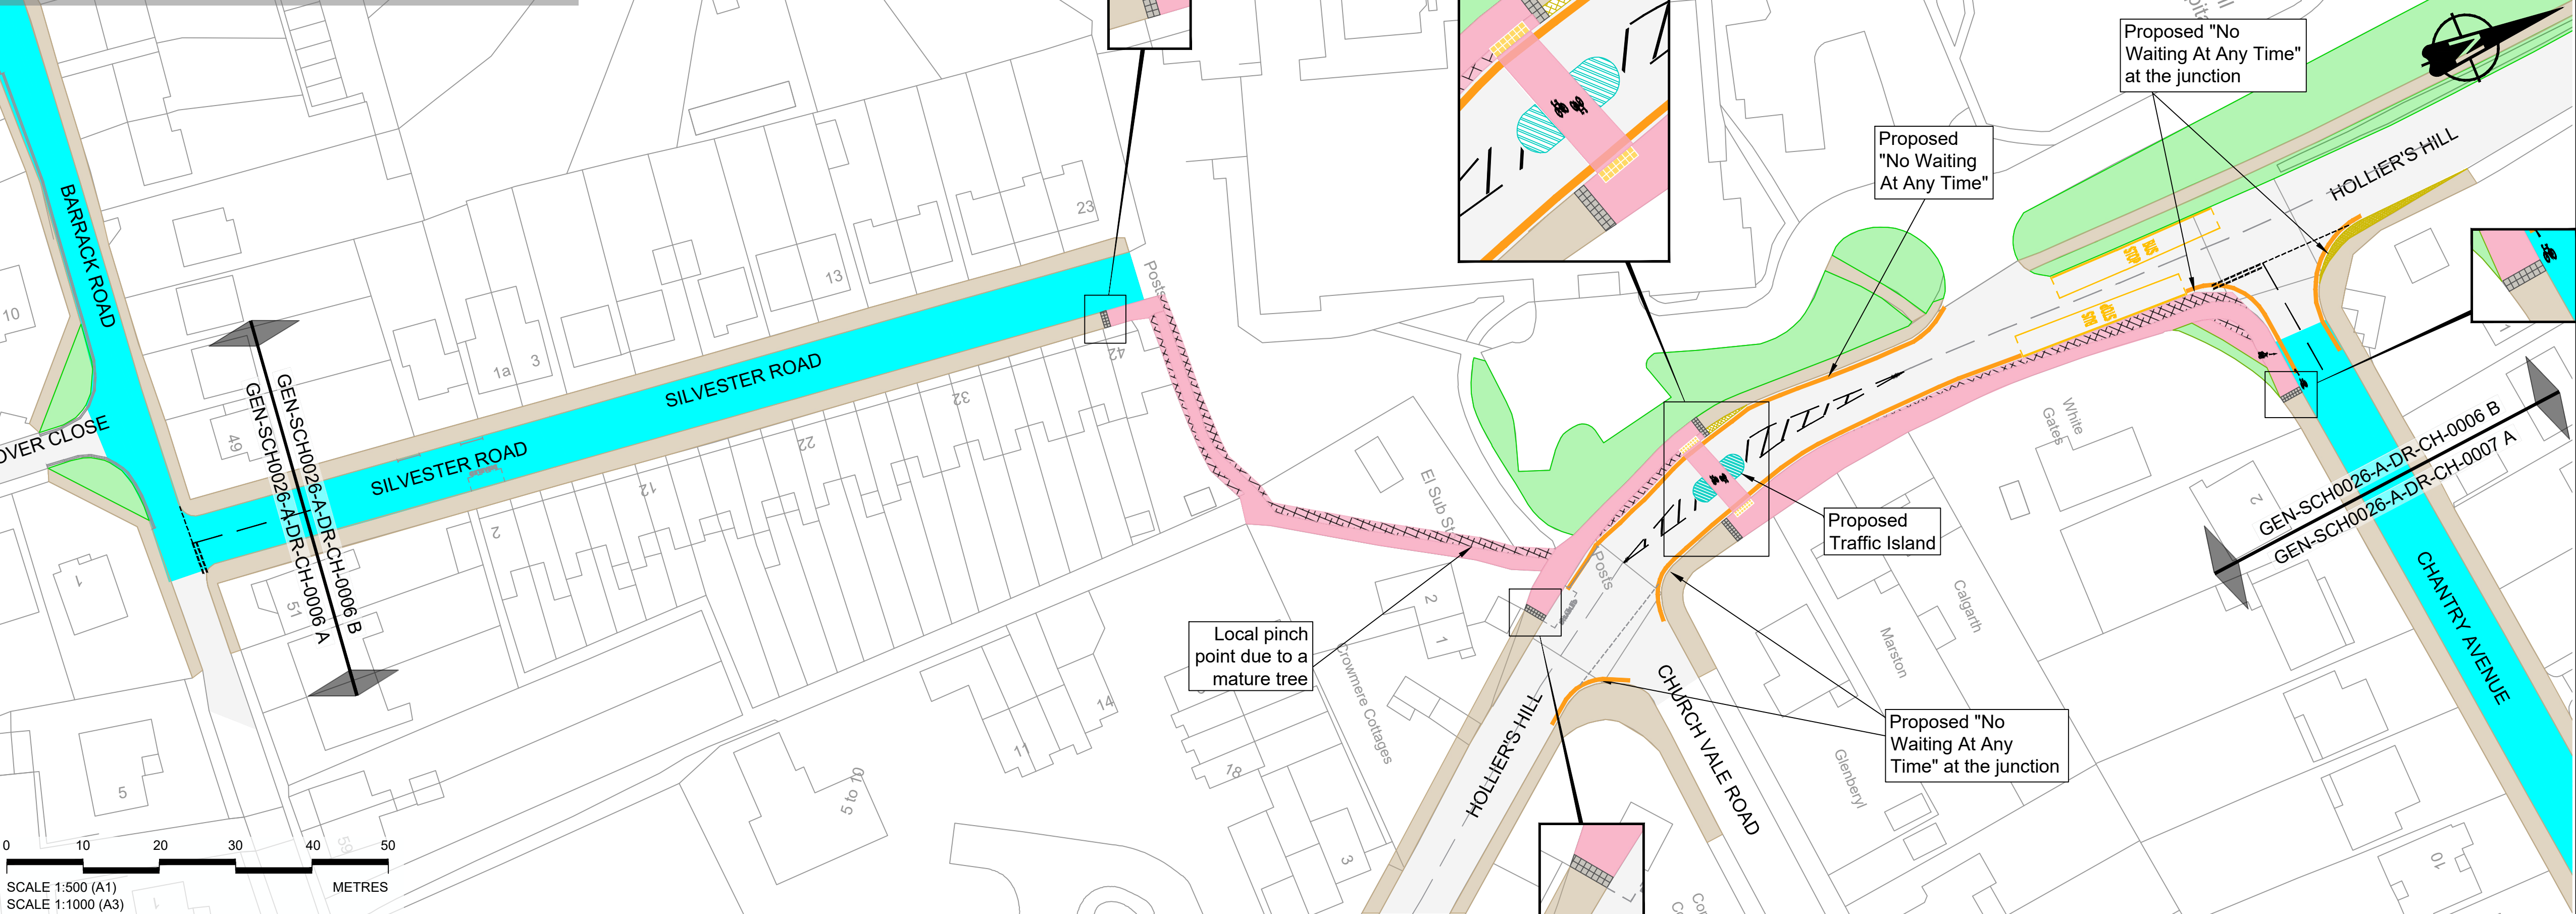 Proposed "No
Waiting At Any Time"
at the junction
N
Proposed
"No Waiting
At Any Time"
HOLLIER'S HILL
BARRACK ROAD
10
23
Posts
13
1a
3
SILVESTER ROAD
42
32
22
12
2
SILVESTER ROAD
49
OVER CLOSE
GEN-SCH0026-A-DR-CH-0006 B
GEN-SCH0026-A-DR-CH-0006 A
51
1
5
59
1
BUS
STOP
BUS
STOP
White
Gates
El Sub Sta
Posts
Proposed
Traffic Island
Calgarth
Marston
Glenberyl
2
GEN-SCH0026-A-DR-CH-0006 B
GEN-SCH0026-A-DR-CH-0007 A
CHANTRY AVENUE
10
Local pinch
point due to a
mature tree
2
1
Crowmere Cottages
14
11
18
3
5 to 10
HOLLIER'S HILL
CHURCH VALE ROAD
Proposed "No
Waiting At Any
Time" at the junction
0 10 20 30 40 50
SCALE 1:500 (A1)
METRES
SCALE 1:1000 (A3)